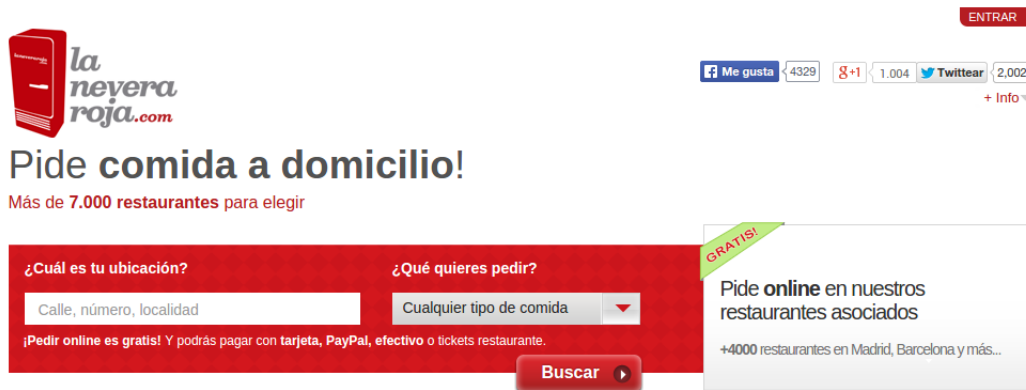 ENTRAR
la
nevera
roja.com
Me gusta 4329 g+1 1.004 Twittear 2,002
+ Info
Pide comida a domicilio!
Más de 7.000 restaurantes para elegir
GRATIS!
¿Cuál es tu ubicación? ¿Qué quieres pedir?
Calle, número, localidad Cualquier tipo de comida
¡Pedir online es gratis! Y podrás pagar con tarjeta, PayPal, efectivo o tickets restaurante.
Buscar
Pide online en nuestros
restaurantes asociados
+4000 restaurantes en Madrid, Barcelona y más...